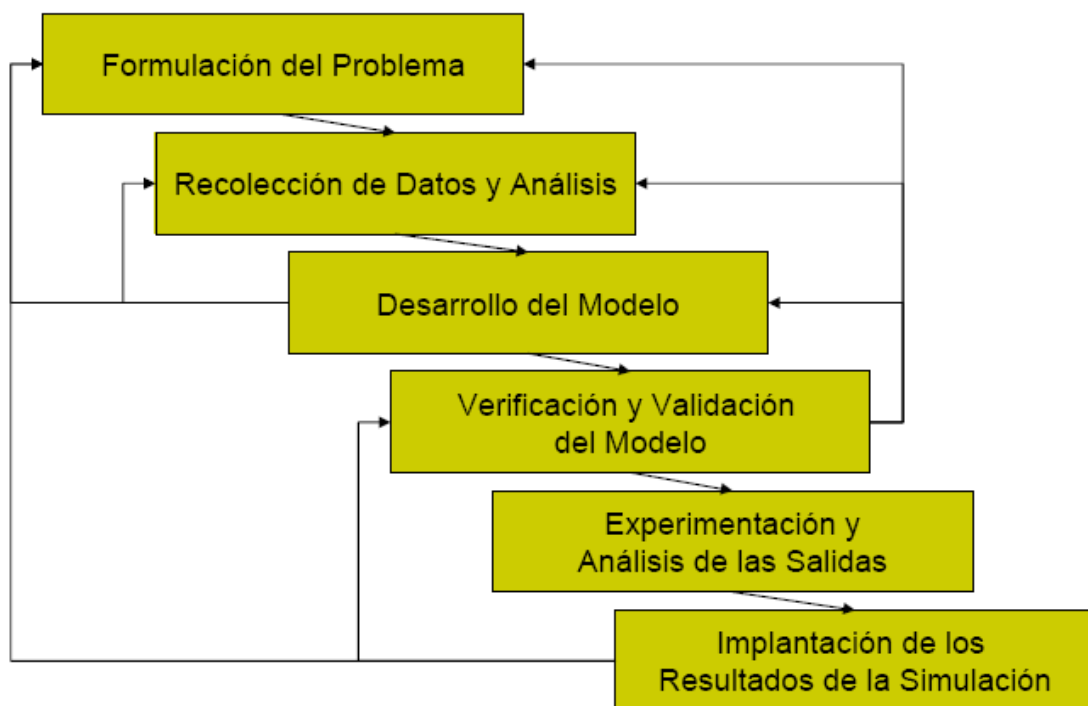 Formulación del Problema
Recolección de Datos y Análisis
Desarrollo del Modelo
Verificación y Validación
del Modelo
Experimentación y
Análisis de las Salidas
Implantación de los
Resultados de la Simulación